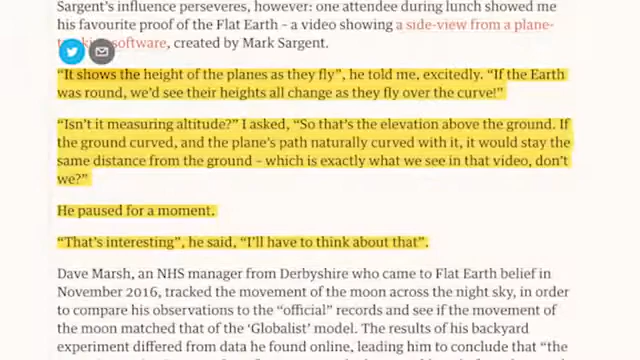 Sargent's influence perseveres, however: one attendee during lunch showed me
his favourite proof of the Flat Earth – a video showing a side-view from a plane-
software, created by Mark Sargent.
“It shows the height of the planes as they fly”, he told me, excitedly. “If the Earth
was round, we'd see their heights all change as they fly over the curve!”
“Isn't it measuring altitude?” I asked, “So that's the elevation above the ground. If
the ground curved, and the plane's path naturally curved with it, it would stay the
same distance from the ground – which is exactly what we see in that video, don't
we?”
He paused for a moment.
“That's interesting”, he said, “I'll have to think about that”.
Dave Marsh, an NHS manager from Derbyshire who came to Flat Earth belief in
November 2016, tracked the movement of the moon across the night sky, in order
to compare his observations to the “official” records and see if the movement of
the moon matched that of the ‘Globalist’ model. The results of his backyard
experiment differed from data he found online, leading him to conclude that “the